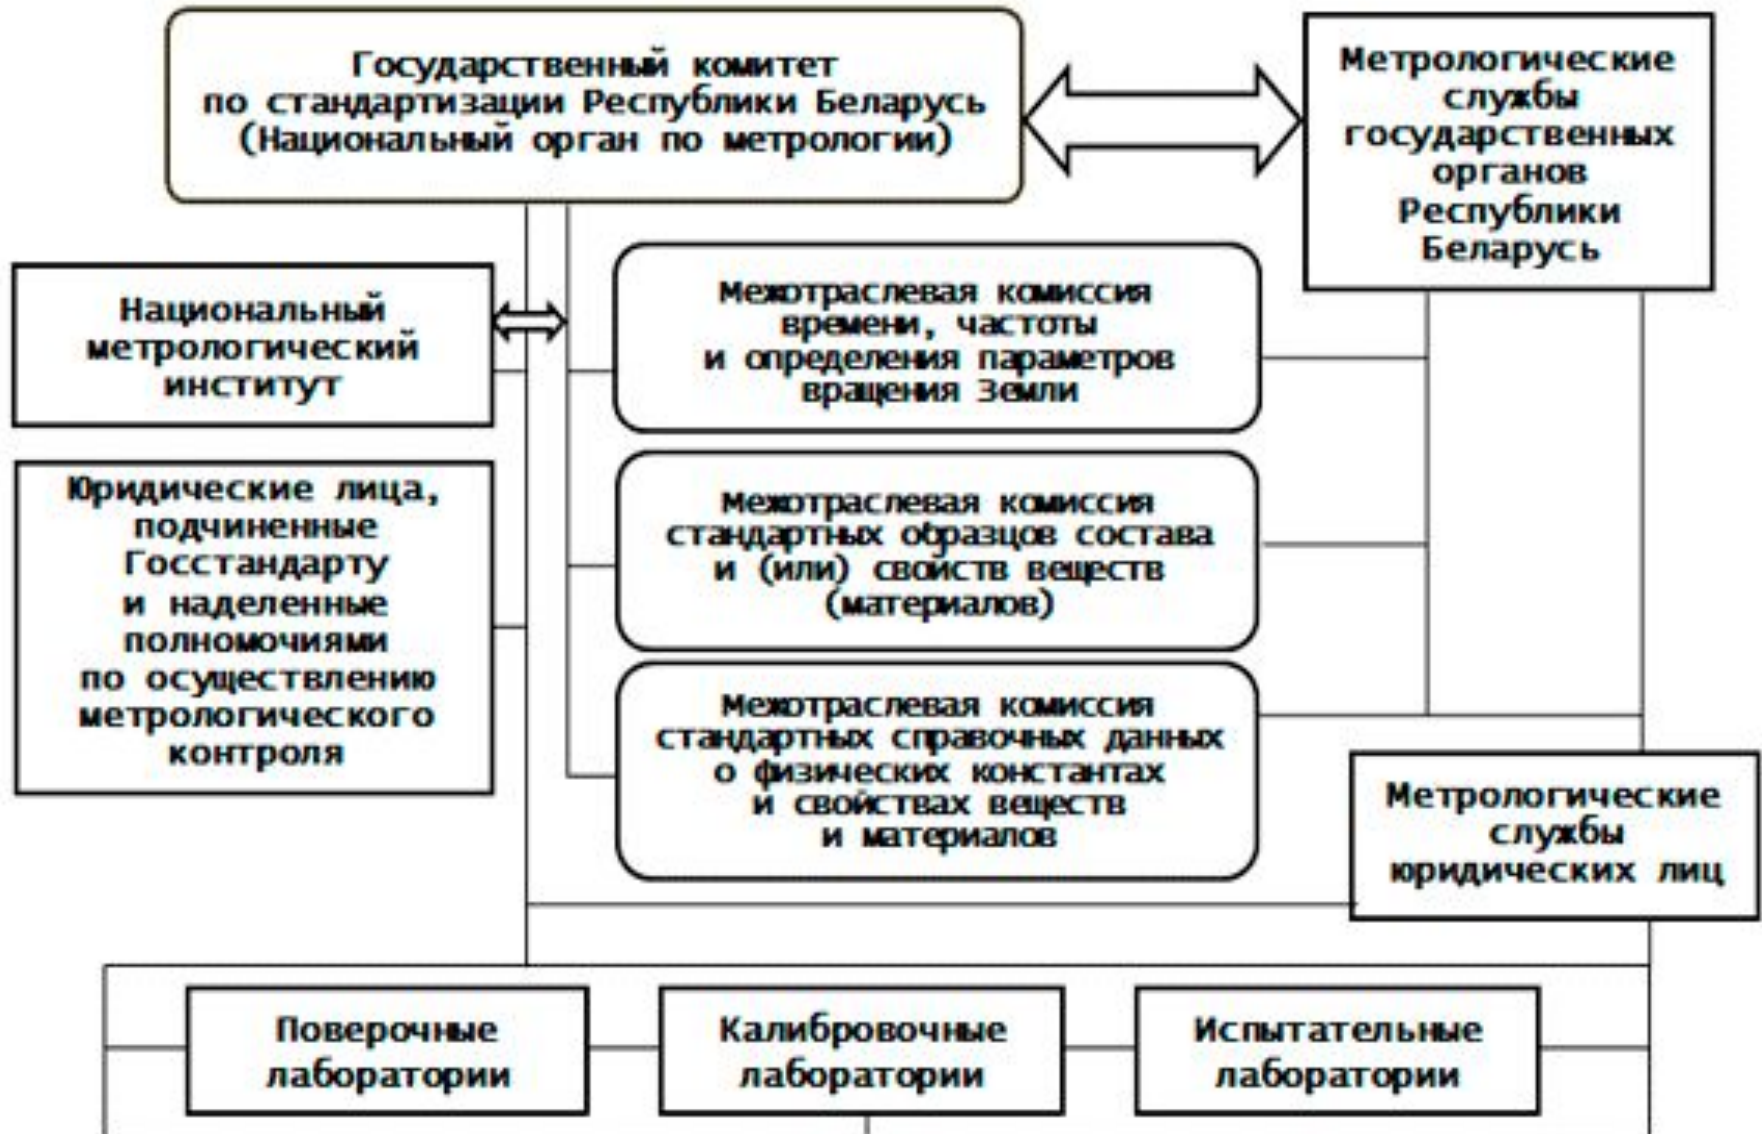 Государственный комитет
по стандартизации Республики Беларусь
(Национальный орган по метрологии)
Метрологические
службы
государственных
органов
Республики
Беларусь
Национальный
метрологический
институт
Межотраслевая комиссия
времени, частоты
и определения параметров
вращения Земли
Юридические лица,
подчиненные
Госстандарту
и наделенные
полномочиями
по осуществлению
метрологического
контроля
Межотраслевая комиссия
стандартных образцов состава
и (или) свойств веществ
(материалов)
Межотраслевая комиссия
стандартных справочных данных
о физических константах
и свойствах веществ
и материалов
Метрологические
службы
юридических лиц
Поверочные
лаборатории
Калибровочные
лаборатории
Испытательные
лаборатории